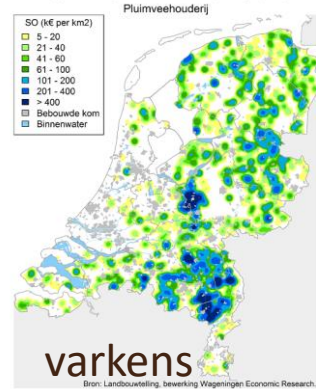 Pluimveehouderij
SO (k€ per km2)
5 - 20
21 - 40
41 - 60
61 - 100
101 - 200
201 - 400
> 400
Bebouwde kom
Binnenwater
varkens
Bron: Landbouwtelling, bewerking Wageningen Economic Research.